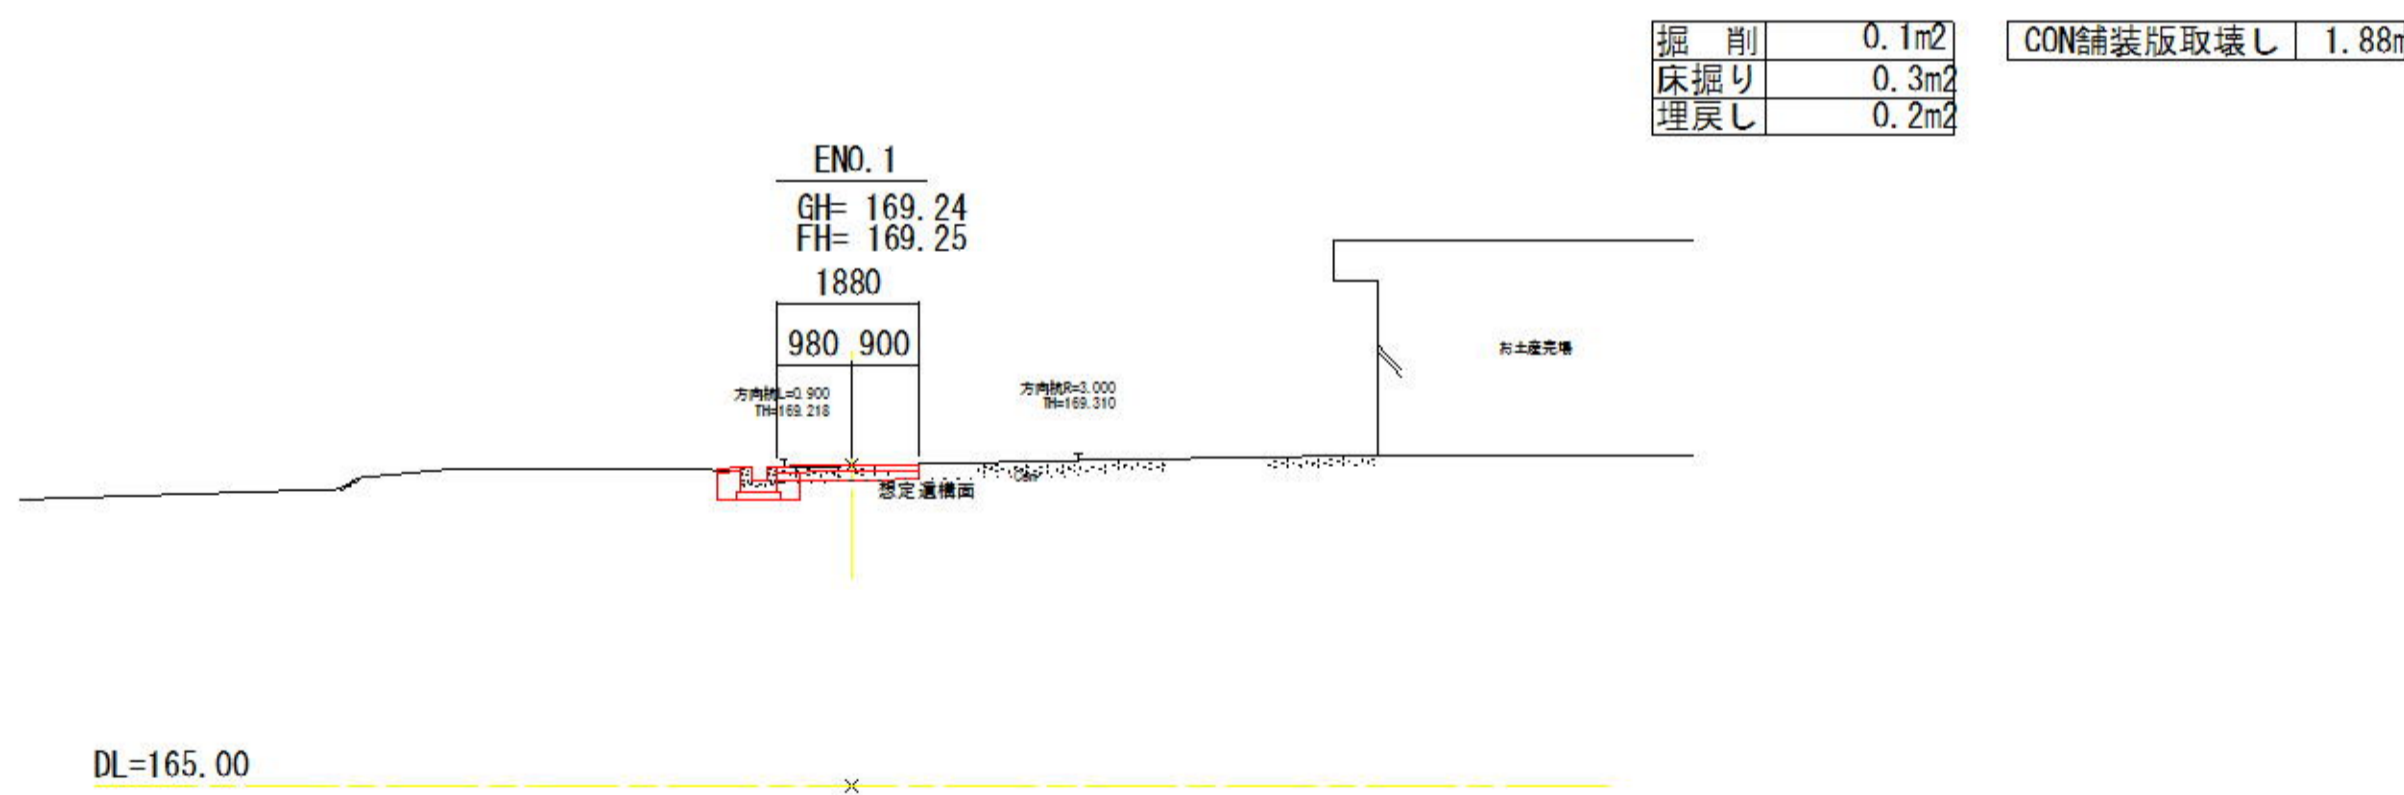 掘 削 0.1m2
床掘り 0.3m2
埋戻し 0.2m2
CON舗装版取壊し 1.88m
ENO.1
GH= 169.24
FH= 169.25
1880
980 900
方向杭L=0.900
TH=169.218
方向杭R=3.000
TH=169.310
お土産売場
想定遺構面
DL=165.00